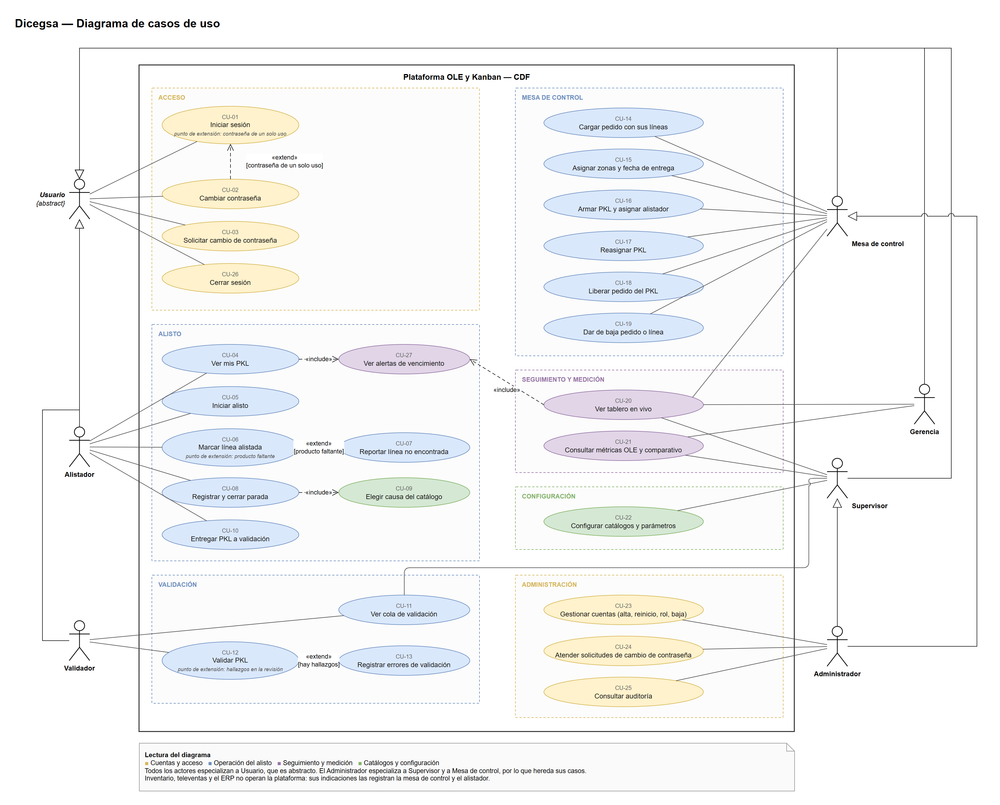 Dicegsa — Diagrama de casos de uso
Plataforma OLE y Kanban — CDF
ACCESO
CU-01
Iniciar sesión
punto de extensión: contraseña de un solo uso
«extend»
[contraseña de un solo uso]
CU-02
Cambiar contraseña
CU-03
Solicitar cambio de contraseña
CU-26
Cerrar sesión
Usuario
{abstract}
MESA DE CONTROL
CU-14
Cargar pedido con sus líneas
CU-15
Asignar zonas y fecha de entrega
CU-16
Armar PKL y asignar alistador
CU-17
Reasignar PKL
CU-18
Liberar pedido del PKL
CU-19
Dar de baja pedido o línea
Mesa de control
ALISTO
CU-04
Ver mis PKL
«include»
CU-27
Ver alertas de vencimiento
CU-05
Iniciar alisto
CU-06
Marcar línea alistada
punto de extensión: producto faltante
«extend»
[producto faltante]
CU-07
Reportar línea no encontrada
CU-08
Registrar y cerrar parada
«include»
CU-09
Elegir causa del catálogo
CU-10
Entregar PKL a validación
Alistador
«include»
SEGUIMIENTO Y MEDICIÓN
CU-20
Ver tablero en vivo
CU-21
Consultar métricas OLE y comparativo
Gerencia
CONFIGURACIÓN
CU-22
Configurar catálogos y parámetros
Supervisor
VALIDACIÓN
CU-11
Ver cola de validación
CU-12
Validar PKL
punto de extensión: hallazgos en la revisión
«extend»
[hay hallazgos]
CU-13
Registrar errores de validación
Validador
ADMINISTRACIÓN
CU-23
Gestionar cuentas (alta, reinicio, rol, baja)
CU-24
Atender solicitudes de cambio de contraseña
CU-25
Consultar auditoría
Administrador
Lectura del diagrama
Cuentas y acceso Operación del alisto Seguimiento y medición Catálogos y configuración
Todos los actores especializan a Usuario, que es abstracto. El Administrador especializa a Supervisor y a Mesa de control, por lo que hereda sus casos.
Inventario, televentas y el ERP no operan la plataforma: sus indicaciones las registran la mesa de control y el alistador.